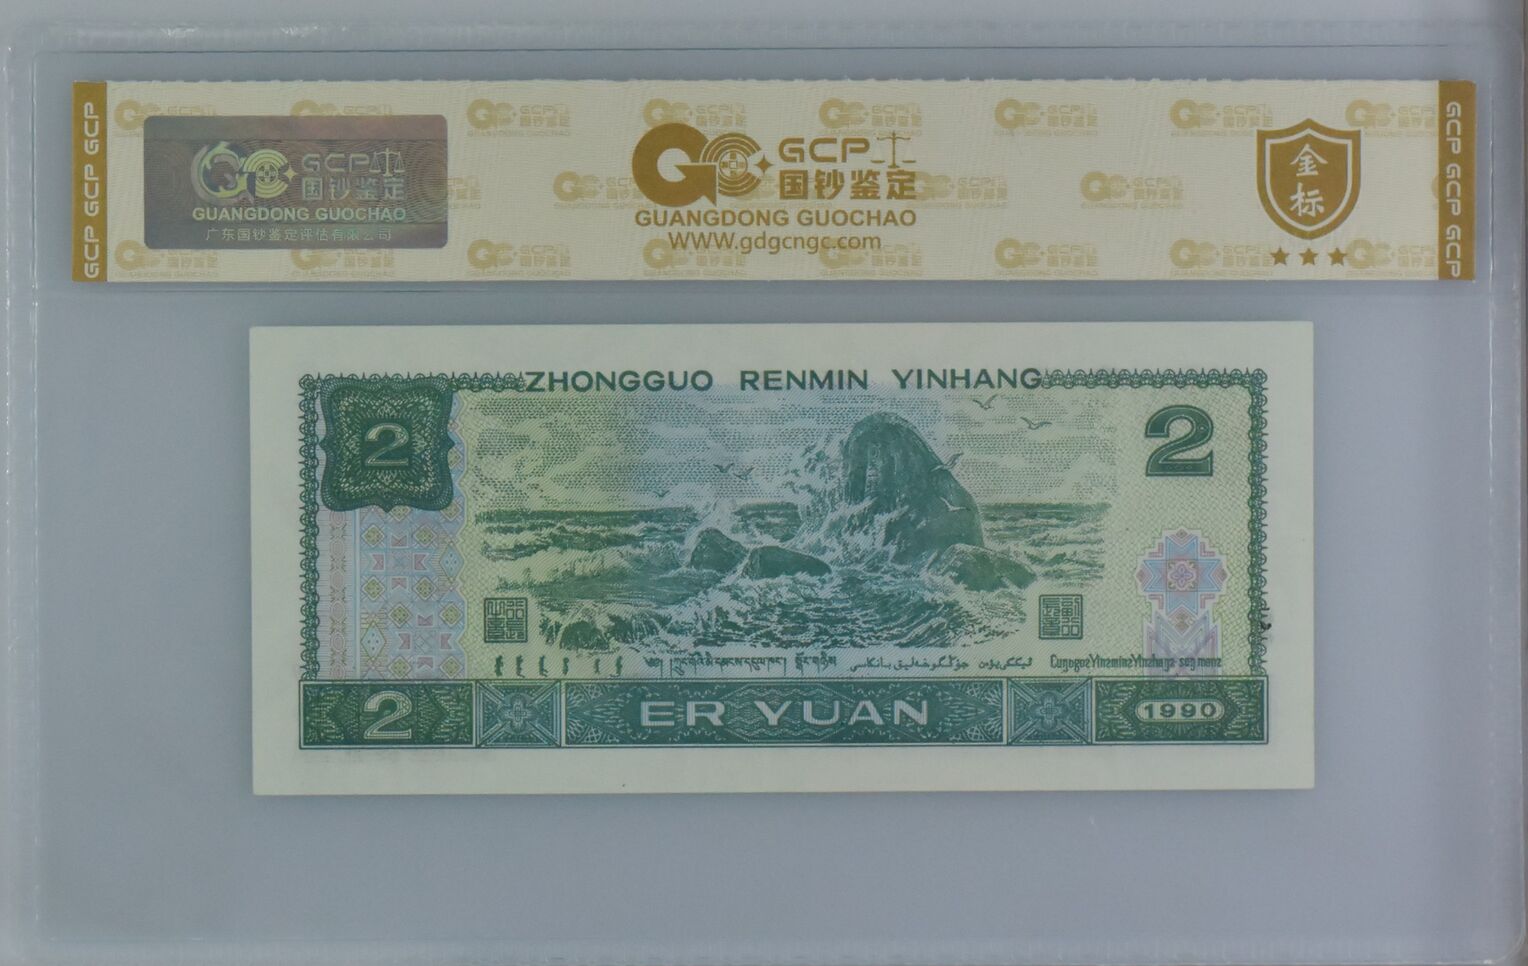 GCP GCP GCP
GCP
国钞鉴定
GUANGDONG GUOCHAO
广东国钞鉴定评估有限公司
GCP
国钞鉴定
GUANGDONG GUOCHAO
WWW.gdgcngc.com
金
标
GCP GCP GCP
ZHONGGUO RENMIN YINHANG
2
2
2
ER YUAN
1990